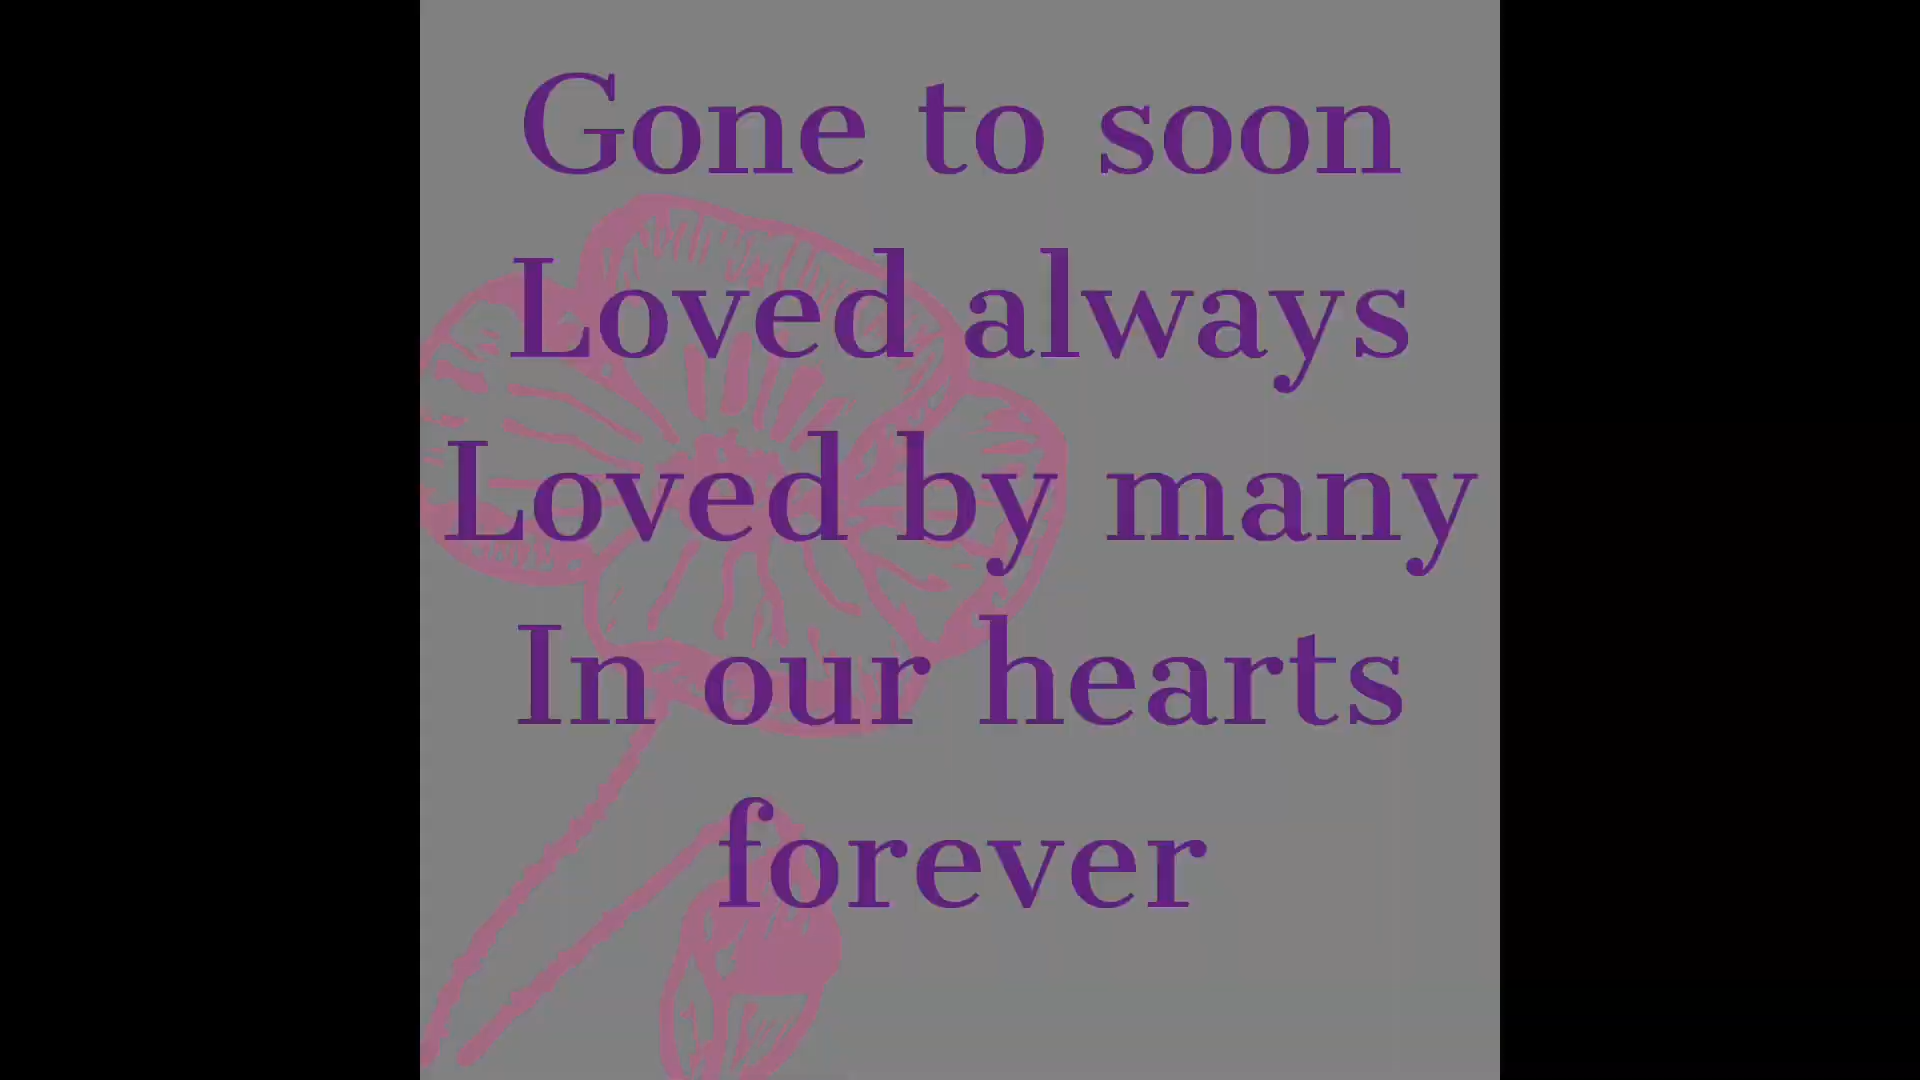 Gone to soon
Loved always
Loved by many
In our hearts
forever